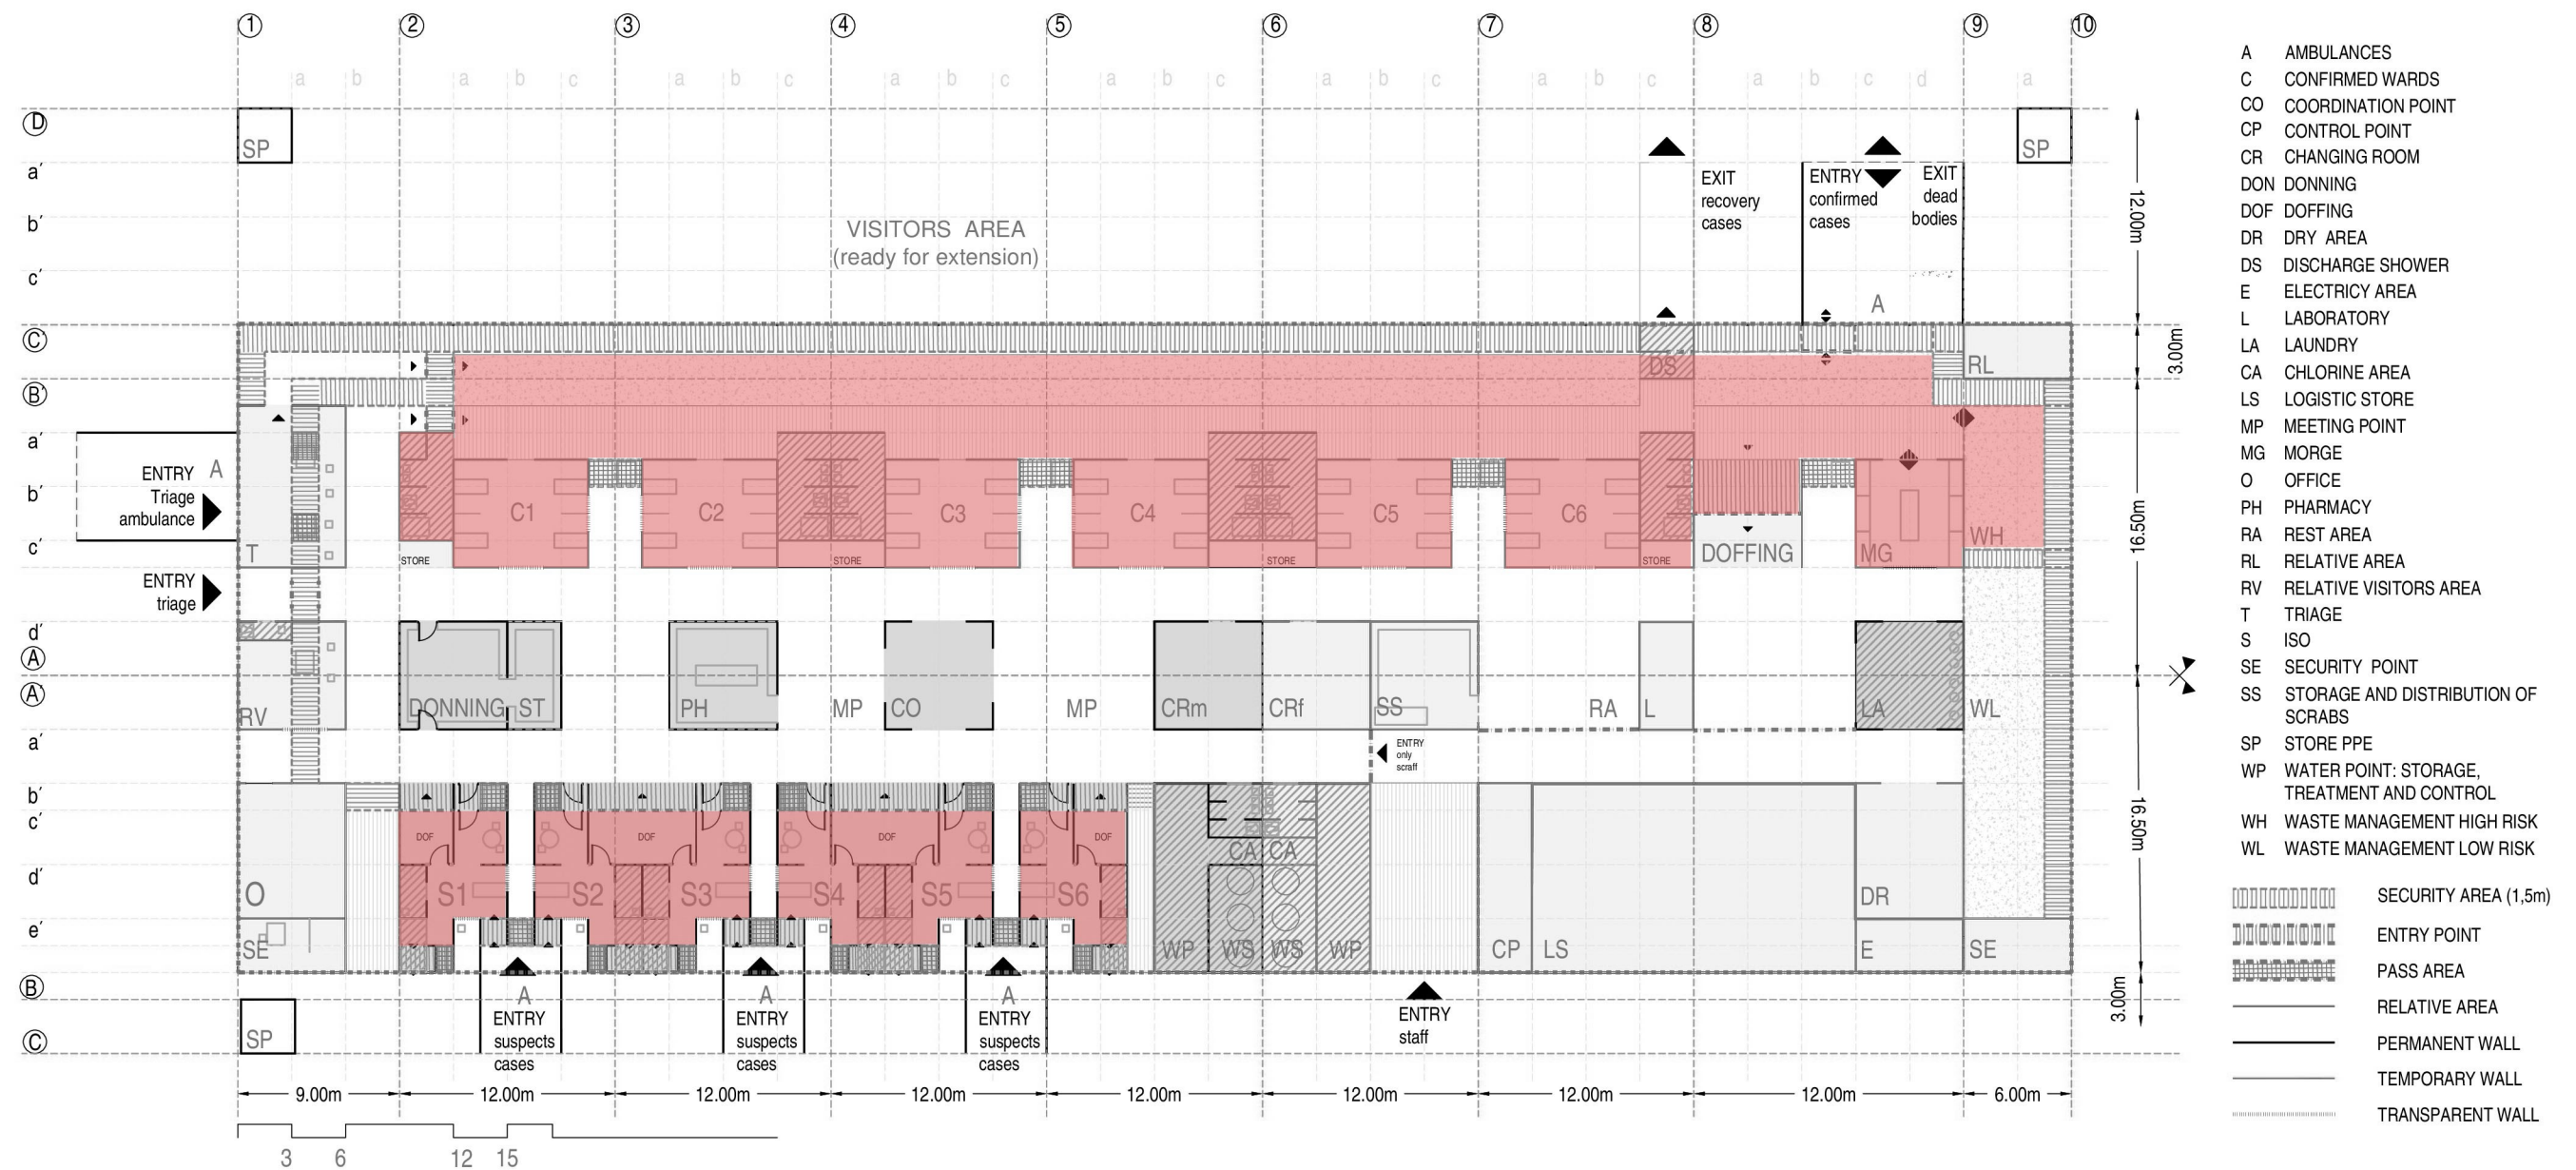 1 2 3 4 5 6 7 8 9 10
a b a b c a b c a b c a b c a b c a b c a b c d a
D
SP
SP
a'
b'
c'
VISITORS AREA
(ready for extension)
EXIT
recovery
cases
ENTRY
confirmed
cases
EXIT
dead
bodies
A
12.00m
C
DS
RL
3.00m
B'
a'
b'
c'
ENTRY A
Triage
ambulance
ENTRY
triage
T
C1
C2
C3
C4
C5
C6
STORE
STORE
STORE
STORE
DOFFING
MG
WH
16.50m
d'
A
A
RV
DONNING
ST
PH
MP
CO
MP
CRm
CRf
SS
RA
L
LA
WL
a'
ENTRY
only
scraff
b'
c'
d'
e'
DOF
DOF
DOF
DOF
O
S1
S2
S3
S4
S5
S6
CA
CA
DR
SE
WP
WS
WS
WP
CP
LS
E
SE
16.50m
B
C
SP
A
ENTRY
suspects
cases
A
ENTRY
suspects
cases
A
ENTRY
suspects
cases
ENTRY
staff
3.00m
9.00m 12.00m 12.00m 12.00m 12.00m 12.00m 12.00m 12.00m 6.00m
3 6 12 15
A AMBULANCES
C CONFIRMED WARDS
CO COORDINATION POINT
CP CONTROL POINT
CR CHANGING ROOM
DON DONNING
DOF DOFFING
DR DRY AREA
DS DISCHARGE SHOWER
E ELECTRICY AREA
L LABORATORY
LA LAUNDRY
CA CHLORINE AREA
LS LOGISTIC STORE
MP MEETING POINT
MG MORGE
O OFFICE
PH PHARMACY
RA REST AREA
RL RELATIVE AREA
RV RELATIVE VISITORS AREA
T TRIAGE
S ISO
SE SECURITY POINT
SS STORAGE AND DISTRIBUTION OF
SCRABS
SP STORE PPE
WP WATER POINT: STORAGE,
TREATMENT AND CONTROL
WH WASTE MANAGEMENT HIGH RISK
WL WASTE MANAGEMENT LOW RISK
SECURITY AREA (1,5m)
ENTRY POINT
PASS AREA
RELATIVE AREA
PERMANENT WALL
TEMPORARY WALL
TRANSPARENT WALL